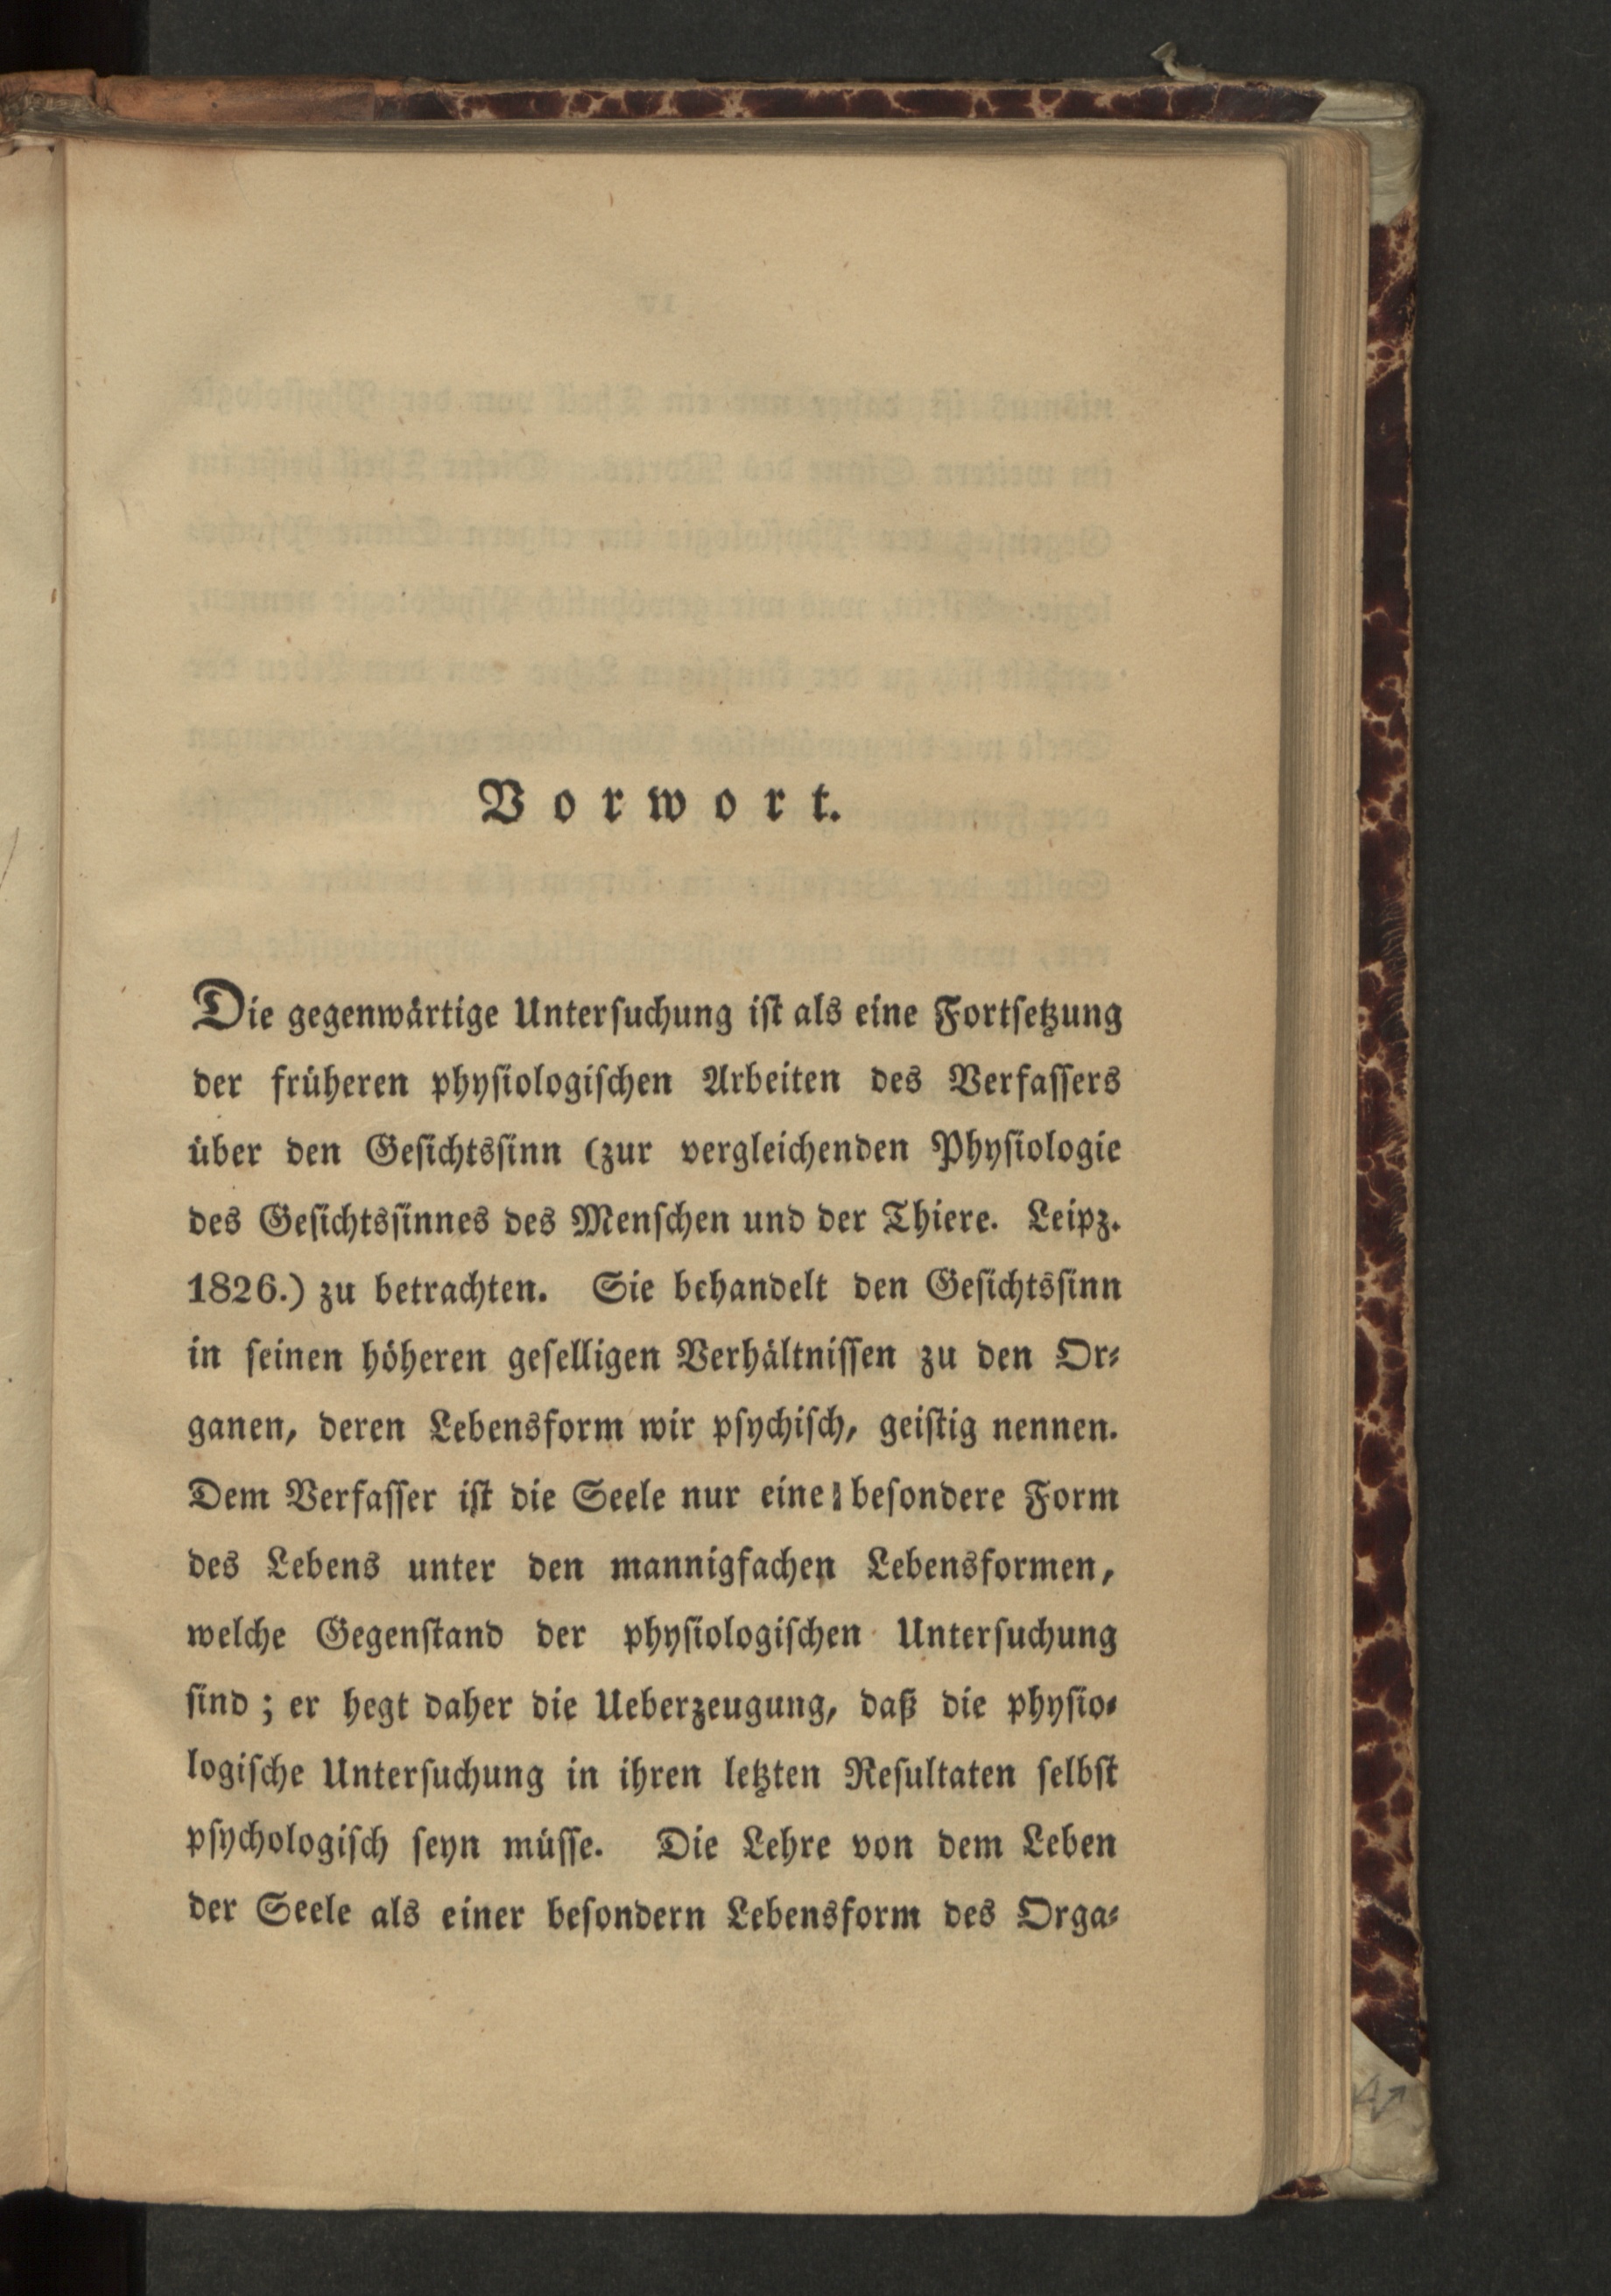 Vorwort.
Die gegenwärtige Unterſuchung iſt als eine Fortſetzung
der früheren phyſiologiſchen Arbeiten des Verfaſſers
über den Geſichtsſinn (zur vergleichenden Phyſiologie
des Geſichtsſinnes des Menſchen und der Thiere. Leipz.
1826.) zu betrachten. Sie behandelt den Geſichtsſinn
in ſeinen höheren geſelligen Verhältniſſen zu den Or⸗
ganen, deren Lebensform wir pſychiſch, geiſtig nennen.
Dem Verfaſſer iſt die Seele nur eine beſondere Form
des Lebens unter den mannigfachen Lebensformen,
welche Gegenſtand der phyſiologiſchen Unterſuchung
ſind; er hegt daher die Ueberzeugung, daß die phyſio⸗
logiſche Unterſuchung in ihren letzten Reſultaten ſelbſt
pſychologiſch ſeyn müſſe. Die Lehre von dem Leben
der Seele als einer beſondern Lebensform des Orga⸗